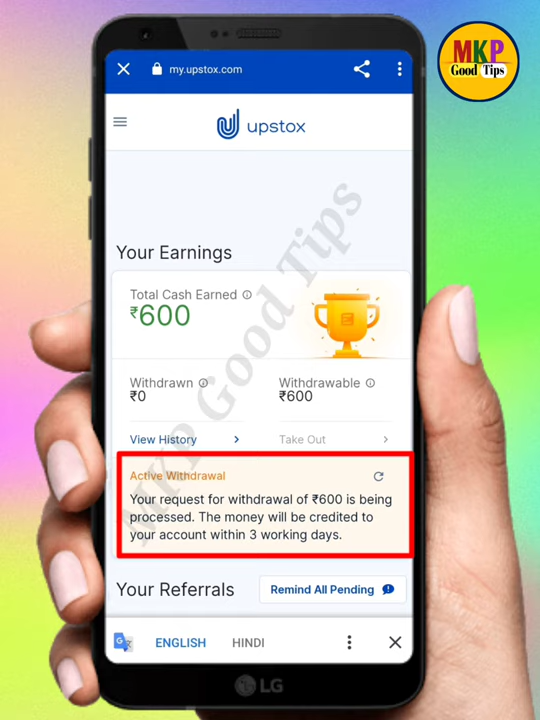 MKP
Good Tips
my.upstox.com
upstox
Your Earnings
Total Cash Earned
₹600
Withdrawn
₹0
Withdrawable
₹600
View History
Take Out
Active Withdrawal
Your request for withdrawal of ₹600 is being
processed. The money will be credited to
your account within 3 working days.
Your Referrals
Remind All Pending
G
ENGLISH
HINDI
LG
MKP Good Tips